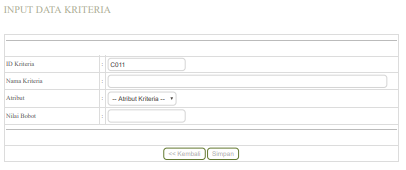 INPUT DATA KRITERIA
ID Kriteria : C011
Nama Kriteria :
Atribut : -- Atribut Kriteria --
Nilai Bobot :
<< Kembali Simpan